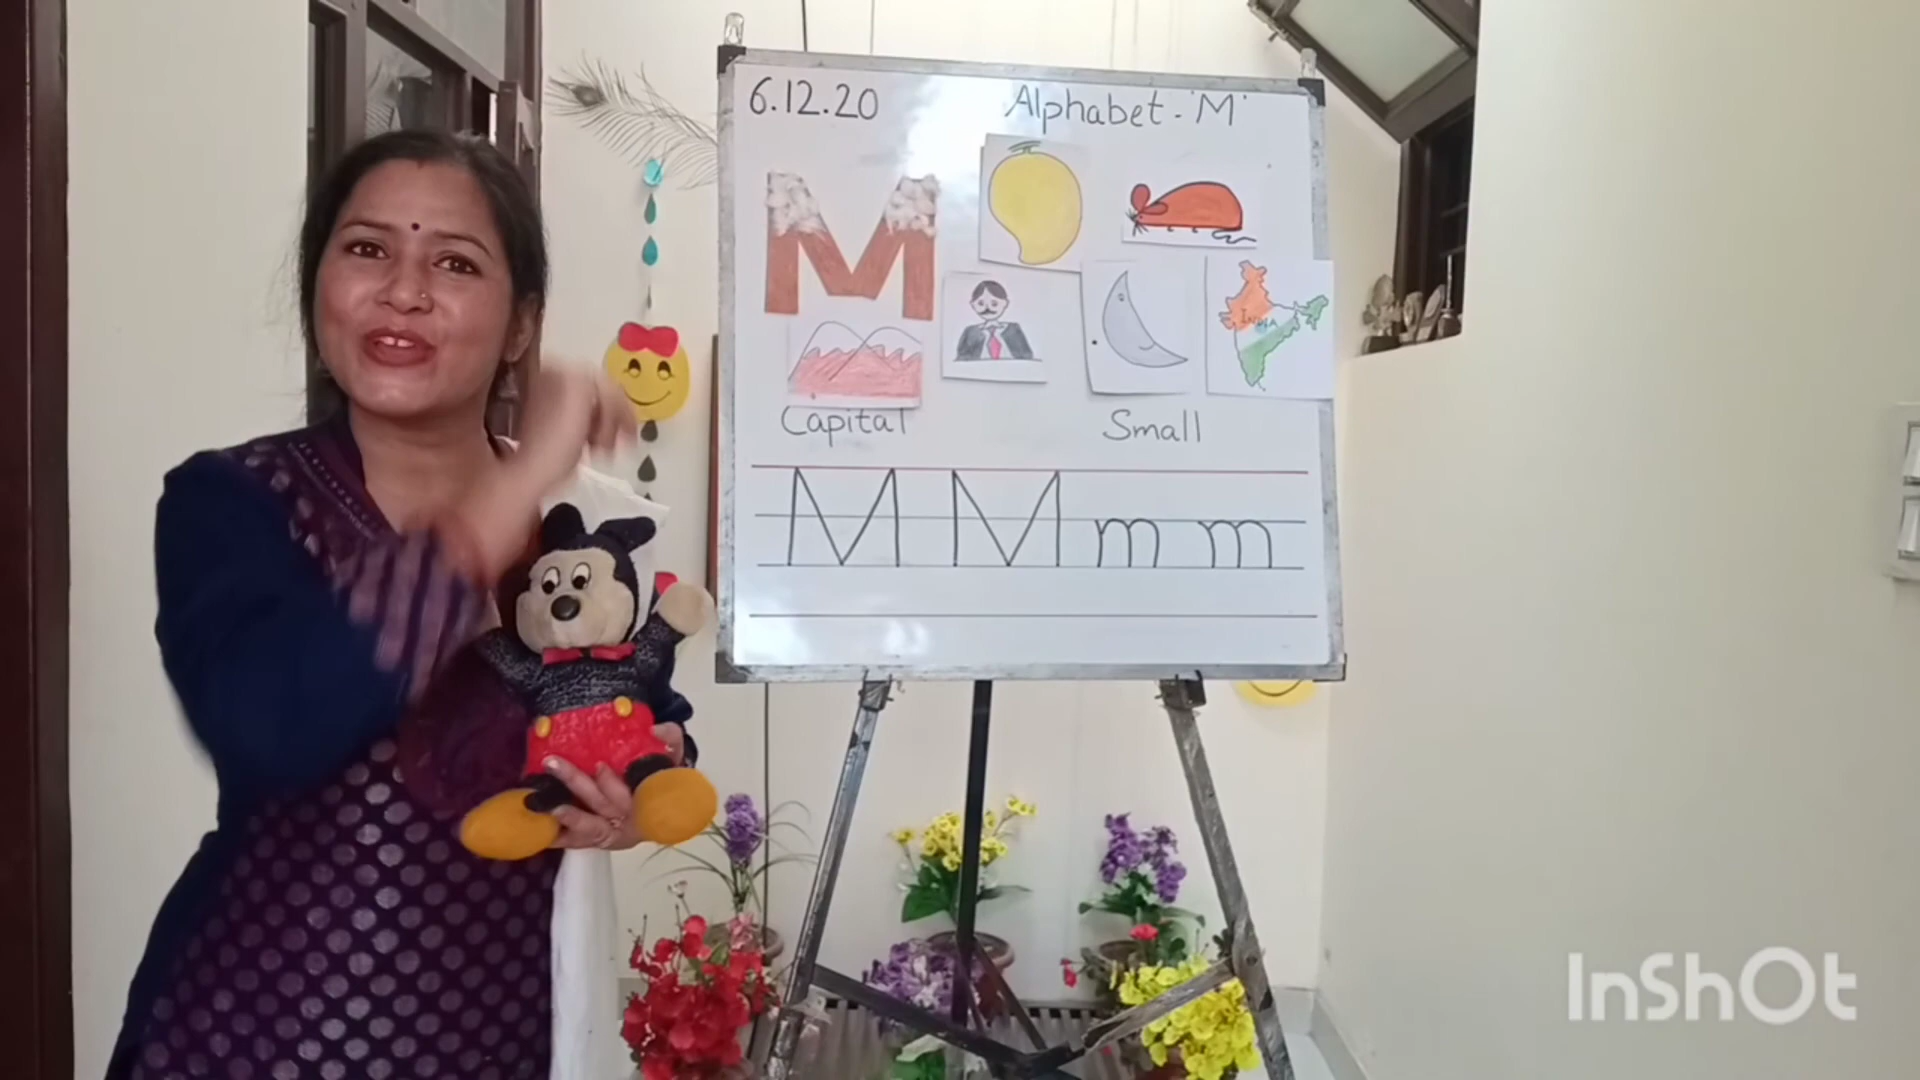 6.12.20 Alphabet - 'M'
M
INDIA
Capital Small
M M m m
InShOt